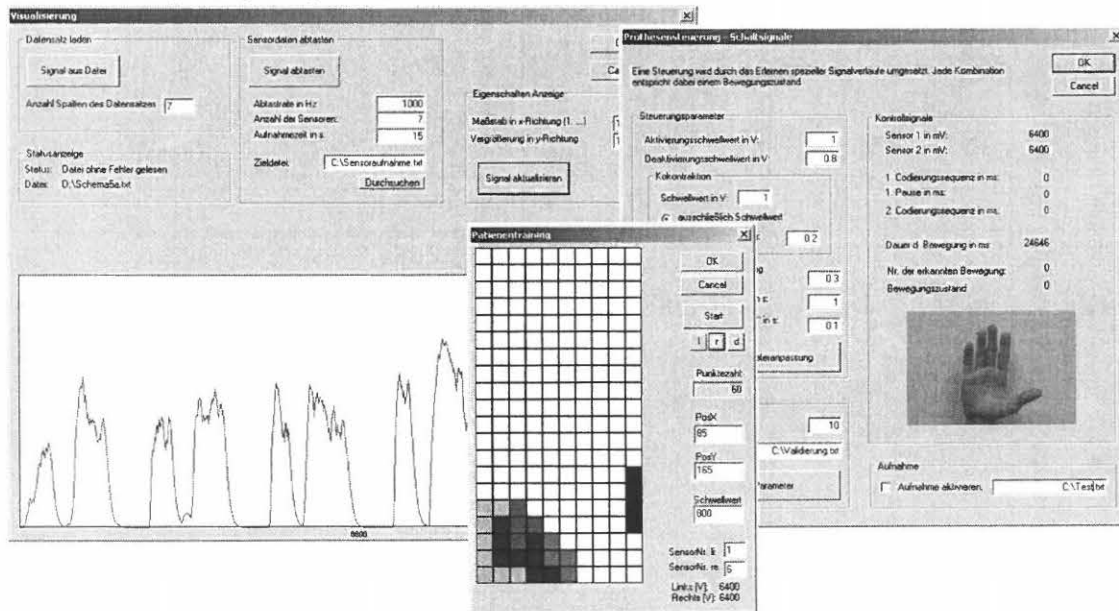 Visualisierung
Datensatz laden
Signal aus Datei
Anzahl Spalten des Datensatzes 7
Statusanzeige
Status: Datei ohne Fehler gelesen
Datei: D:\Schema5a.txt
Sensordaten abtasten
Signal abtasten
Abtastrate in Hz 1000
Anzahl der Sensoren: 7
Aufnahmezeit in s: 15
Zieldatei: C:\Sensoraufnahme.txt
Durchsuchen
Eigenschaften Anzeige
Maßstab in x-Richtung (1: ...)
Vergrößerung in y-Richtung
Signal aktualisieren
8800
Prothesensteuerung - Schaltsignale
Eine Steuerung wird durch das Erlernen spezieller Signalverläufe umgesetzt. Jede Kombination
entspricht dabei einem Bewegungszustand
OK
Cancel
Steuerungsparameter
Aktivierungsschwellwert in V: 1
Deaktivierungsschwellwert in V: 0.8
Kokontraktion
Schwellwert in V: 1
ausschließlich Schwellwert
0.2
0.3
n s: 1
in s: 0.1
10
C:\Validierung.txt
Parameter
Kontrollsignale
Sensor 1 in mV: 6400
Sensor 2 in mV: 6400
1. Codierungssequenz in ms: 0
1. Pause in ms: 0
2. Codierungssequenz in ms: 0
Dauer d. Bewegung in ms 24646
Nr. der erkannten Bewegung: 0
Bewegungszustand 0
Aufnahme
Aufnahme aktivieren. C:\Test.txt
Patiententraining
OK
Cancel
Start
l r d
Punktezahl
60
PosX
85
PosY
165
Schwellwert
800
SensorNr. li: 1
SensorNr. re: 6
Links [V]: 6400
Rechts [V]: 6400